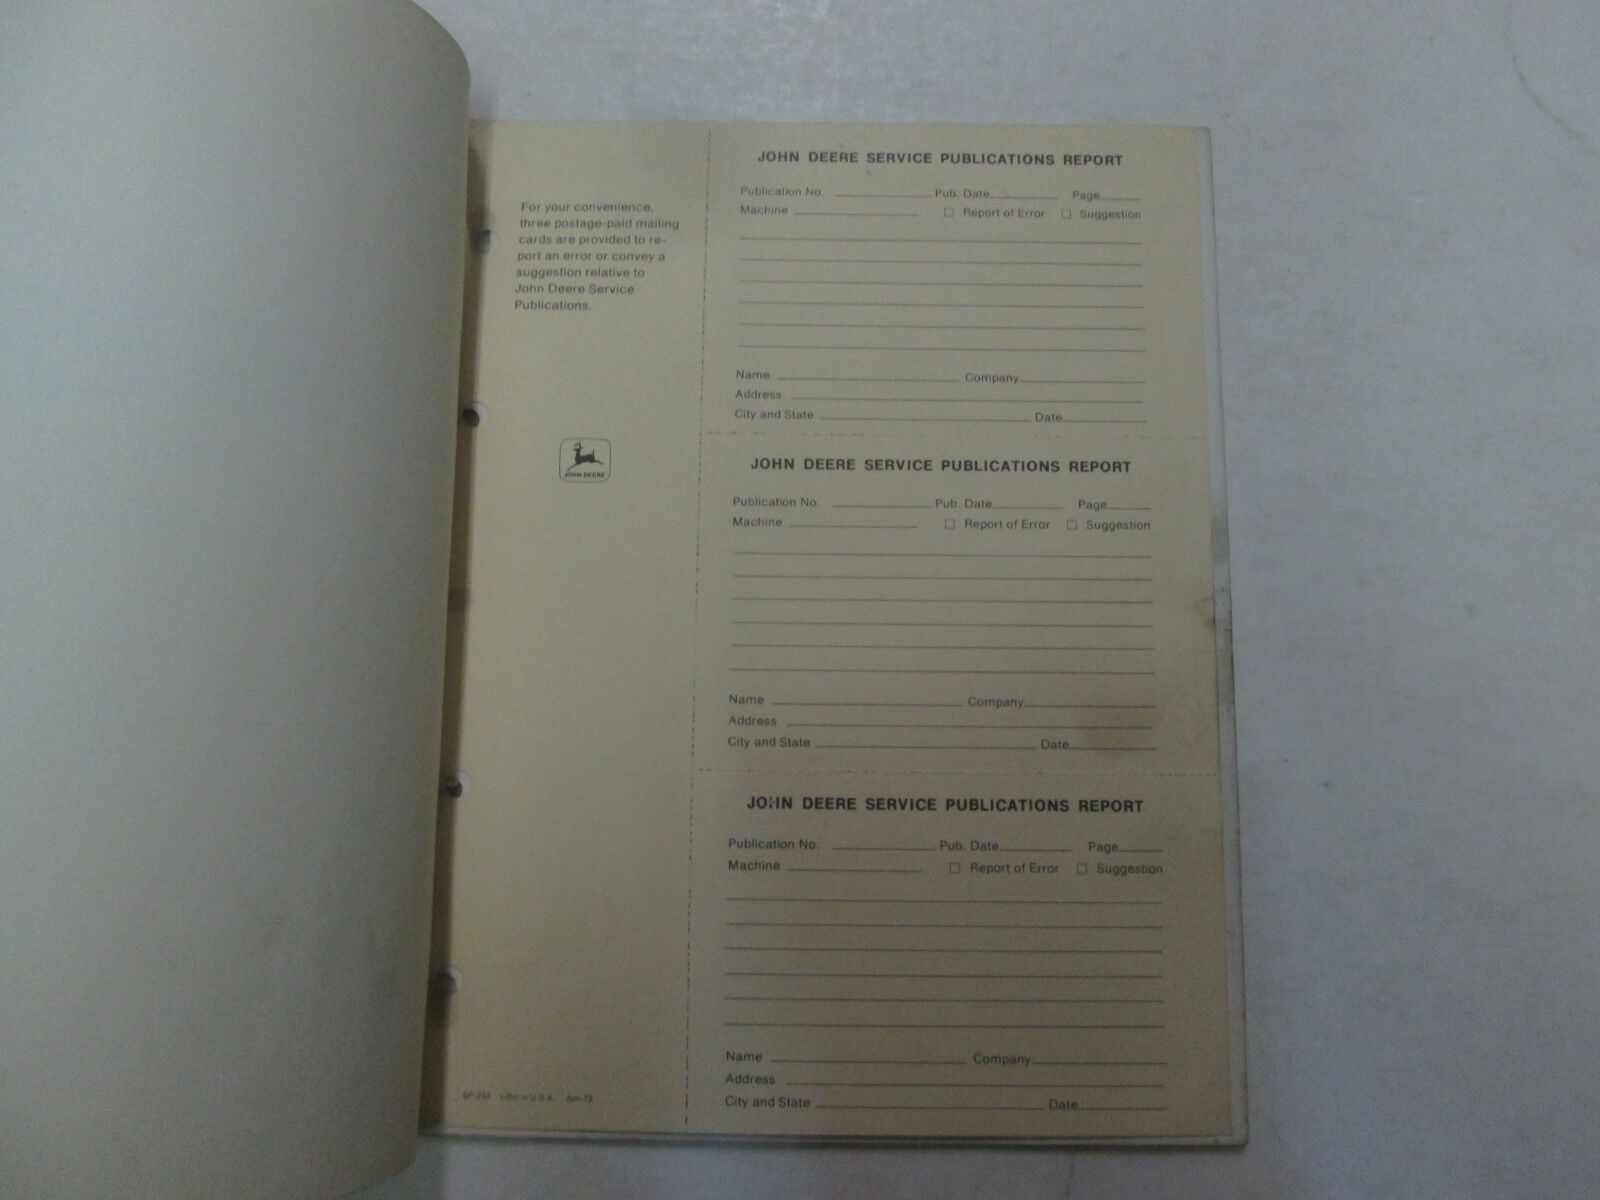 For your convenience,
three postage-paid mailing
cards are provided to re-
port an error or convey a
suggestion relative to
John Deere Service
Publications.
JOHN DEERE
Litho in U.S.A.
JOHN DEERE SERVICE PUBLICATIONS REPORT
Publication No. Pub. Date Page
Machine Report of Error Suggestion
Name Company
Address
City and State Date
JOHN DEERE SERVICE PUBLICATIONS REPORT
Publication No. Pub. Date Page
Machine Report of Error Suggestion
Name Company
Address
City and State Date
JOHN DEERE SERVICE PUBLICATIONS REPORT
Publication No. Pub. Date Page
Machine Report of Error Suggestion
Name Company
Address
City and State Date